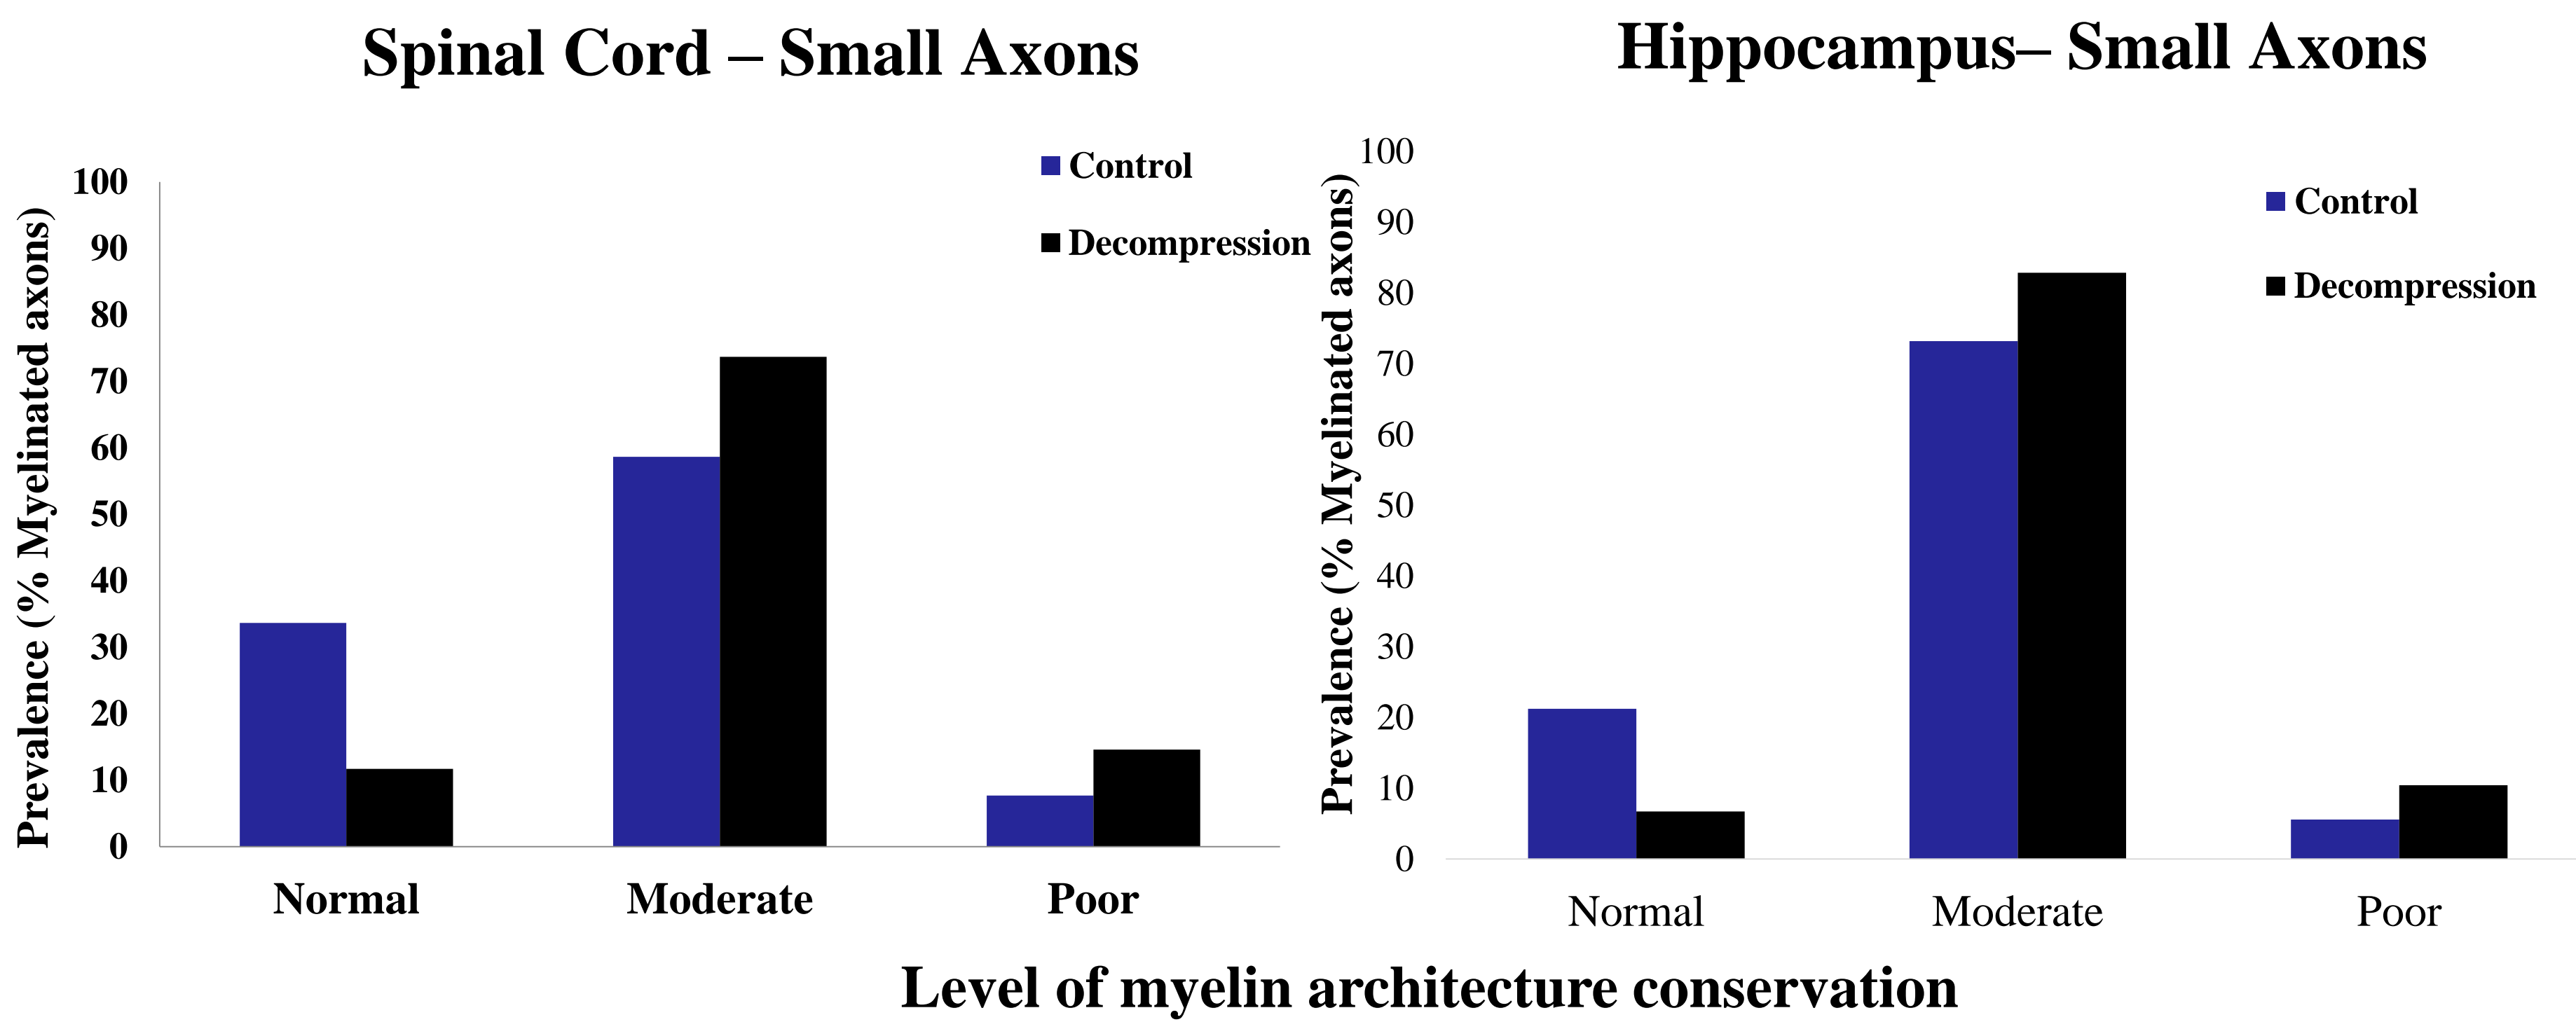 Spinal Cord – Small Axons
Control
Decompression
Prevalence (% Myelinated axons)
100
90
80
70
60
50
40
30
20
10
0
Normal Moderate Poor
Hippocampus– Small Axons
Control
Decompression
Prevalence (% Myelinated axons)
100
90
80
70
60
50
40
30
20
10
0
Normal Moderate Poor
Level of myelin architecture conservation